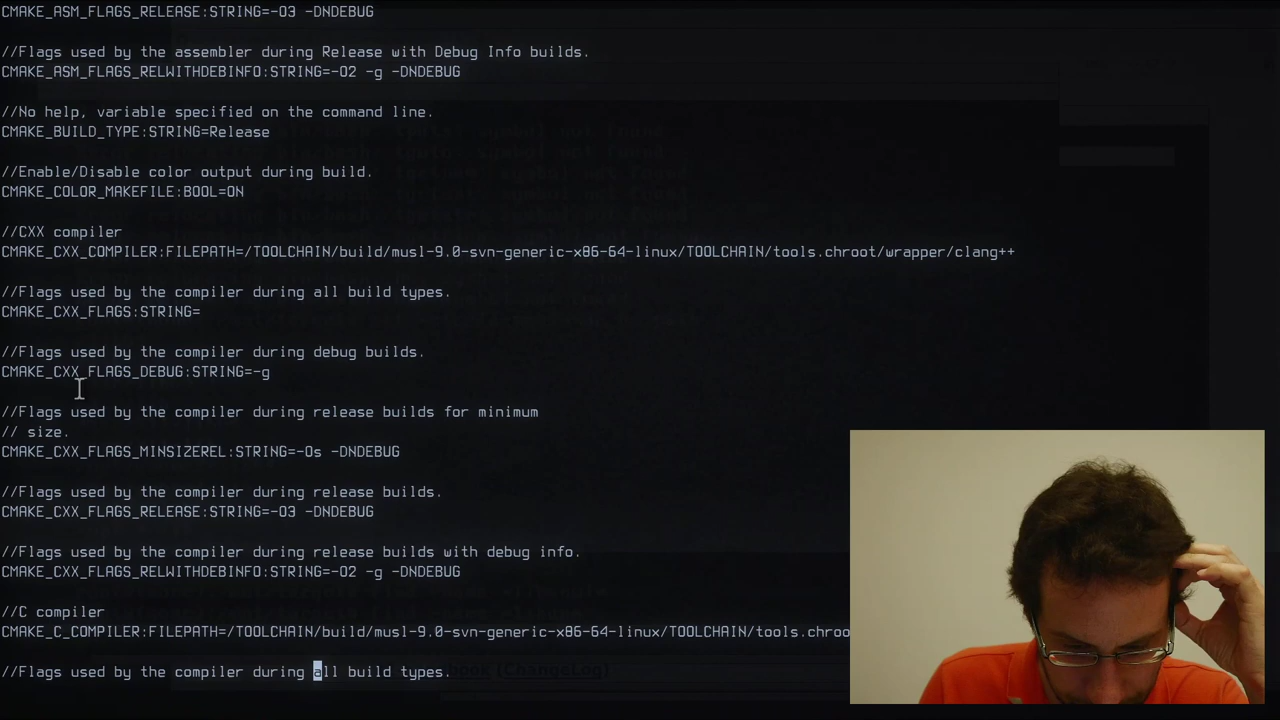 CMAKE_ASM_FLAGS_RELEASE:STRING=-O3 -DNDEBUG
//Flags used by the assembler during Release with Debug Info builds.
CMAKE_ASM_FLAGS_RELWITHDEBINFO:STRING=-O2 -g -DNDEBUG
//No help, variable specified on the command line.
CMAKE_BUILD_TYPE:STRING=Release
//Enable/Disable color output during build.
CMAKE_COLOR_MAKEFILE:BOOL=ON
//CXX compiler
CMAKE_CXX_COMPILER:FILEPATH=/TOOLCHAIN/build/musl-9.0-svn-generic-x86-64-linux/TOOLCHAIN/tools.chroot/wrapper/clang++
//Flags used by the compiler during all build types.
CMAKE_CXX_FLAGS:STRING=
//Flags used by the compiler during debug builds.
CMAKE_CXX_FLAGS_DEBUG:STRING=-g
//Flags used by the compiler during release builds for minimum
// size.
CMAKE_CXX_FLAGS_MINSIZEREL:STRING=-Os -DNDEBUG
//Flags used by the compiler during release builds.
CMAKE_CXX_FLAGS_RELEASE:STRING=-O3 -DNDEBUG
//Flags used by the compiler during release builds with debug info.
CMAKE_CXX_FLAGS_RELWITHDEBINFO:STRING=-O2 -g -DNDEBUG
//C compiler
CMAKE_C_COMPILER:FILEPATH=/TOOLCHAIN/build/musl-9.0-svn-generic-x86-64-linux/TOOLCHAIN/tools.chroo
//Flags used by the compiler during all build types.
(ChangeLog)